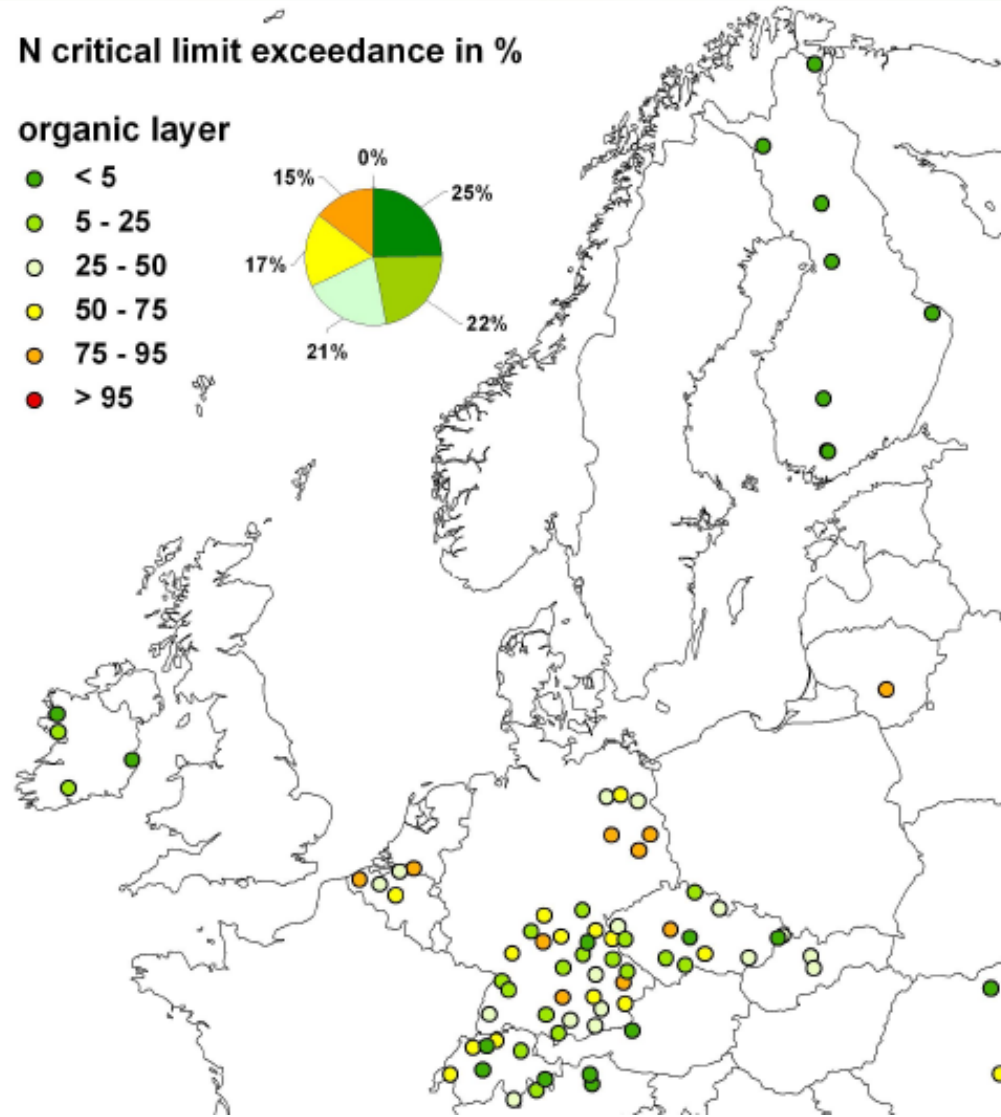 N critical limit exceedance in %
organic layer
< 5
5 - 25
25 - 50
50 - 75
75 - 95
> 95
0%
15%
25%
17%
22%
21%